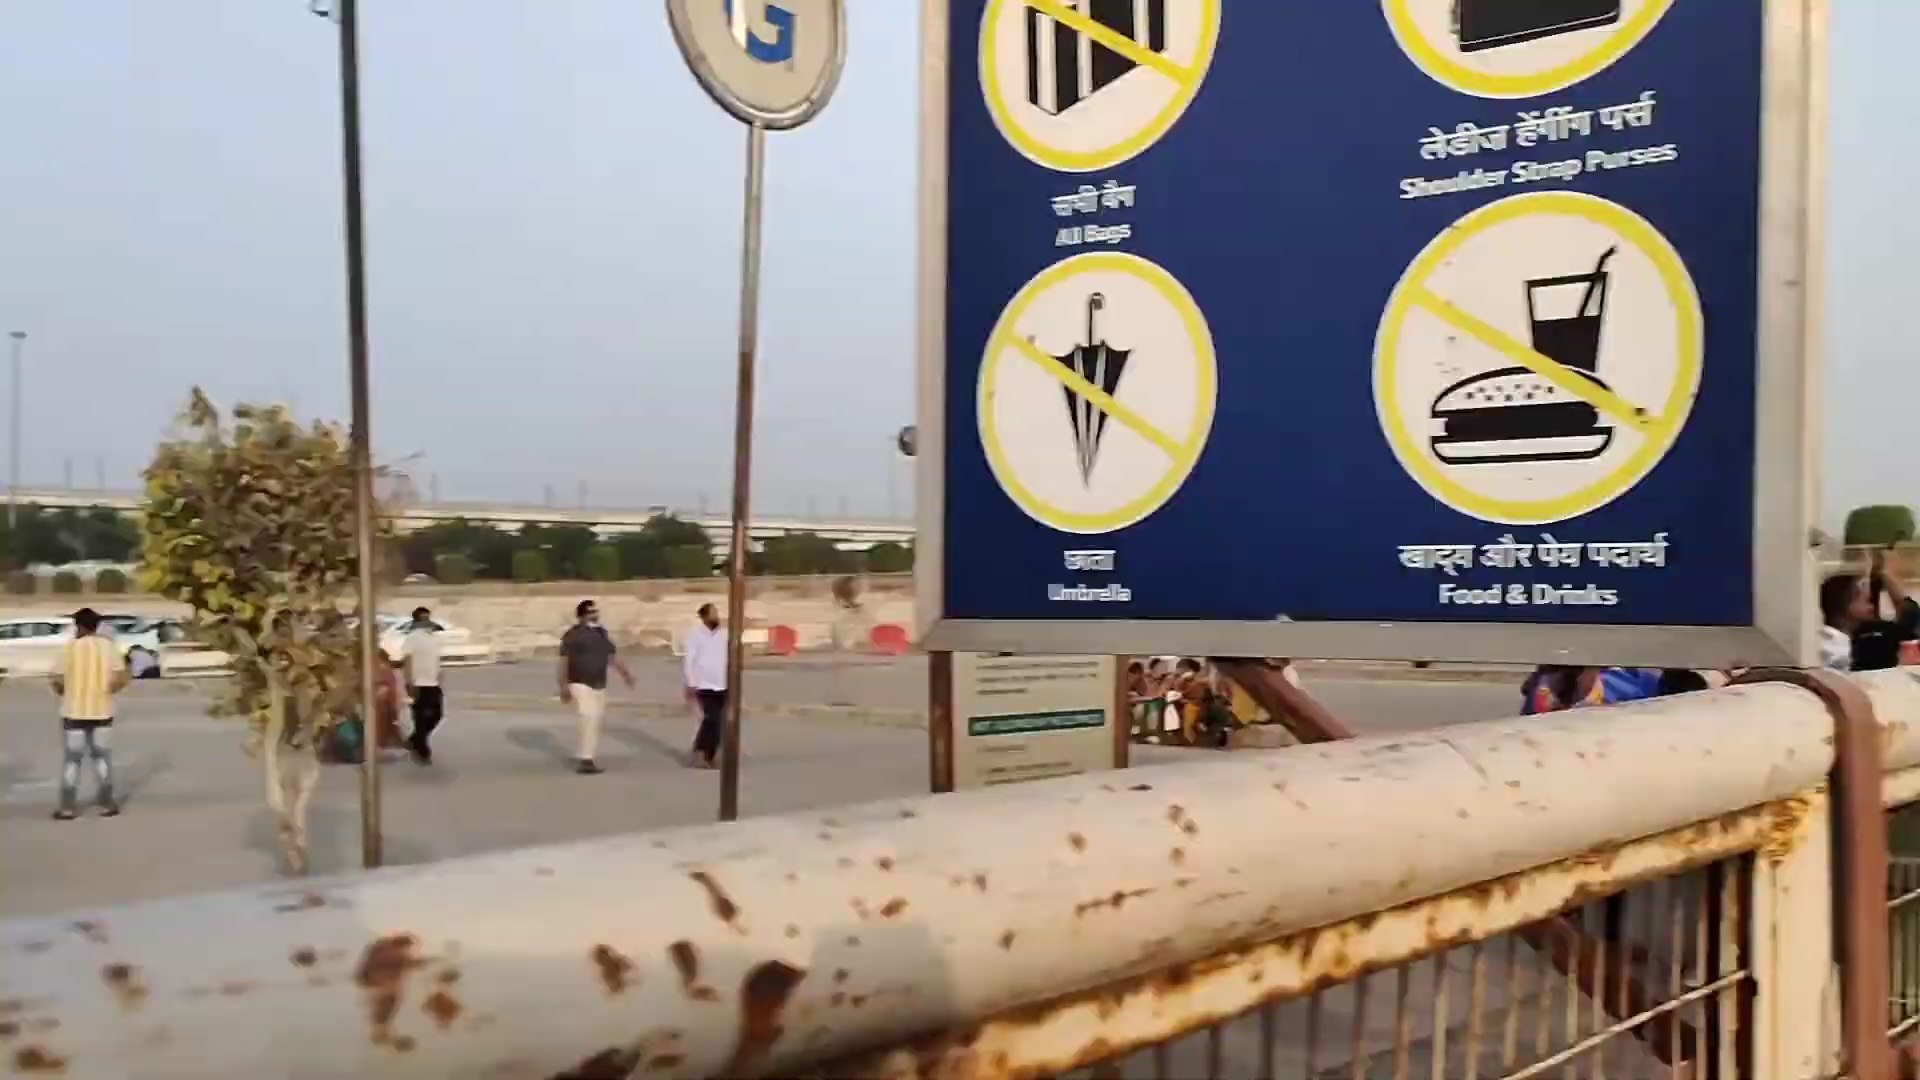 G
सभी बैग
All Bags
लेडीज हेंगींग पर्स
Shoulder Strap Purses
छाता
Umbrella
खाद्य और पेय पदार्थ
Food & Drinks